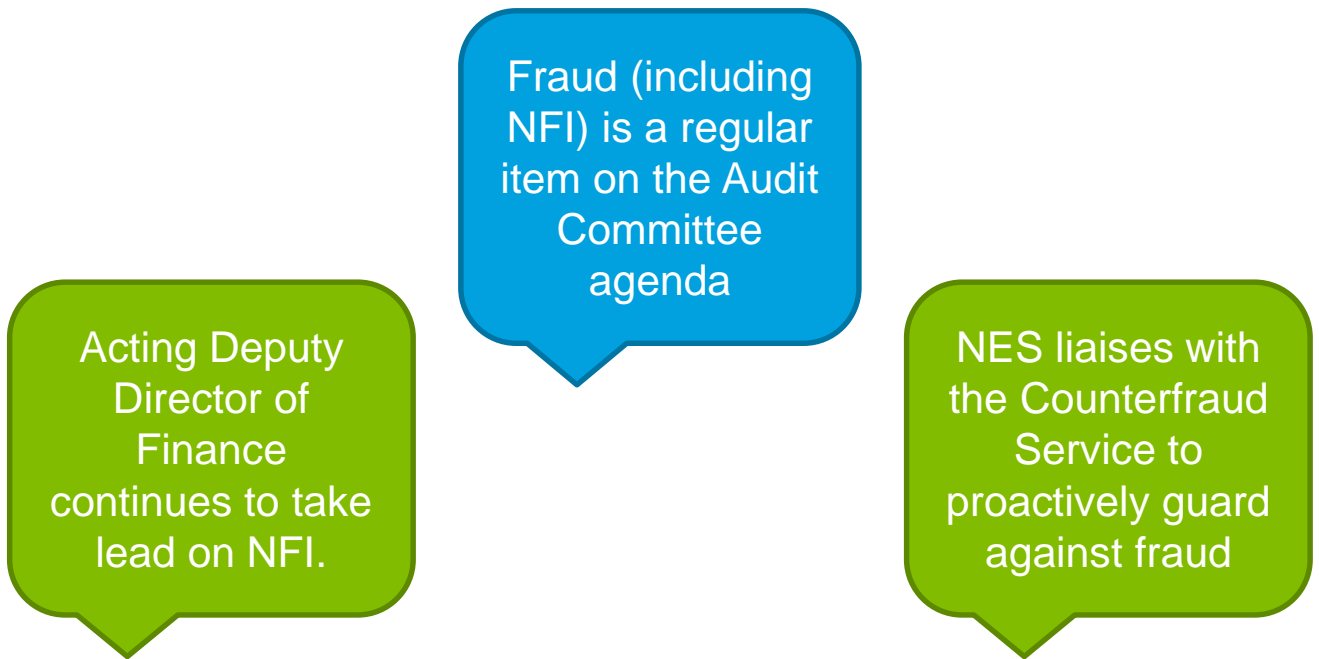 Fraud (including
NFI) is a regular
item on the Audit
Committee
agenda
Acting Deputy
Director of
Finance
continues to take
lead on NFI.
NES liaises with
the Counterfraud
Service to
proactively guard
against fraud